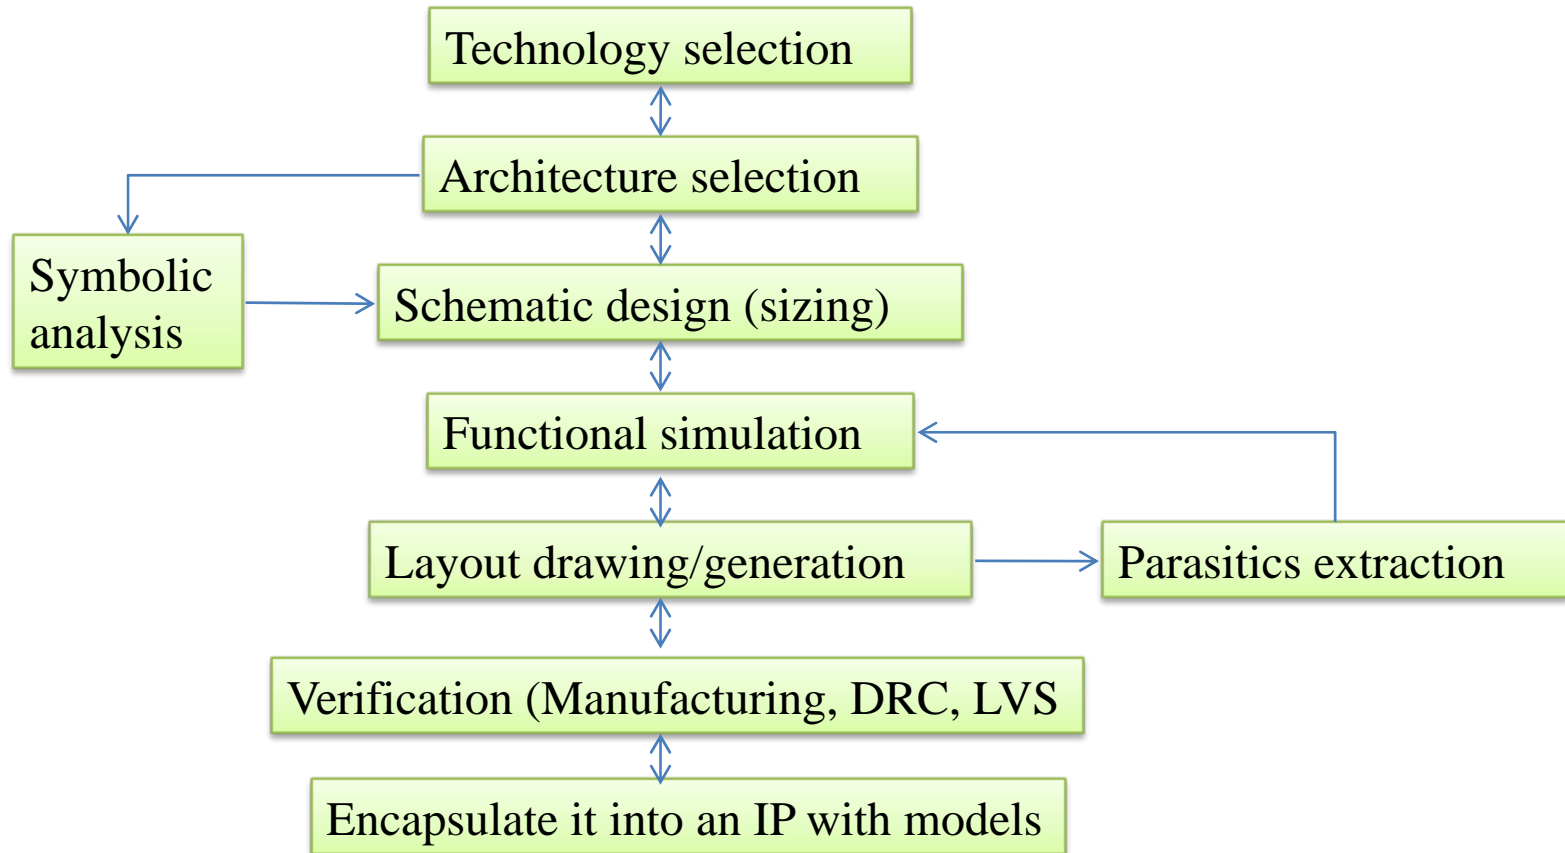 Technology selection
Architecture selection
Symbolic
analysis
Schematic design (sizing)
Functional simulation
Layout drawing/generation
Parasitics extraction
Verification (Manufacturing, DRC, LVS
Encapsulate it into an IP with models